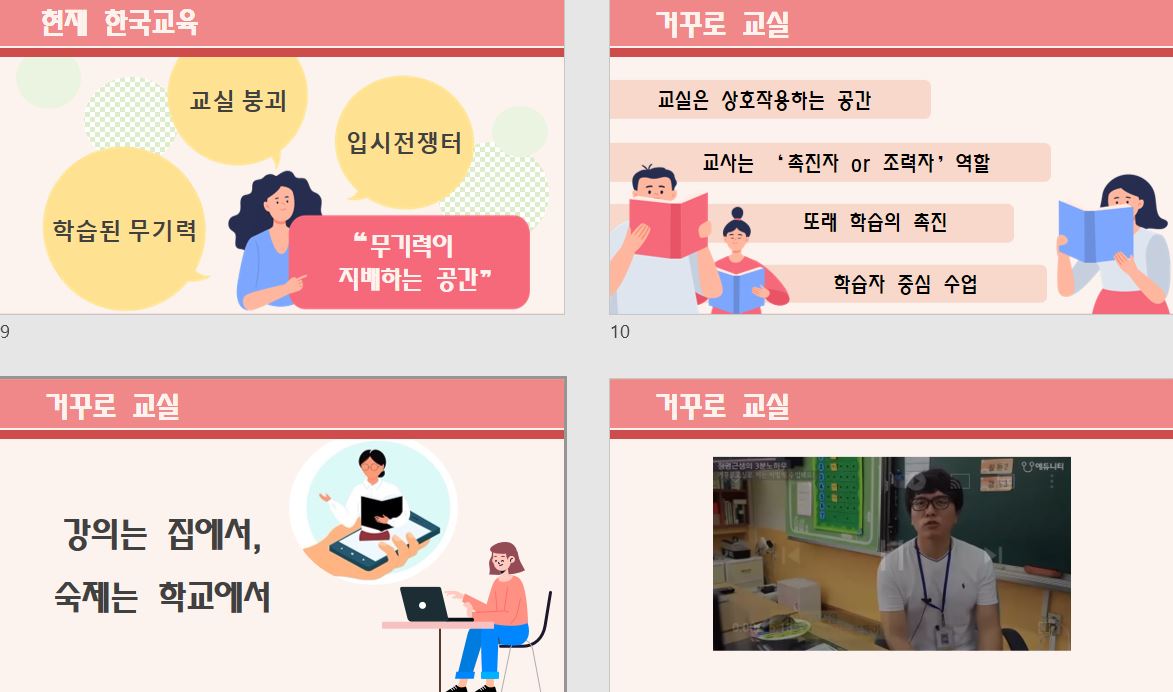 현재 한국교육
교실 붕괴
입시전쟁터
학습된 무기력
“무기력이
지배하는 공간”
9
거꾸로 교실
교실은 상호작용하는 공간
교사는 ‘촉진자 or 조력자’ 역할
또래 학습의 촉진
학습자 중심 수업
10
거꾸로 교실
강의는 집에서,
숙제는 학교에서
거꾸로 교실
에듀니티